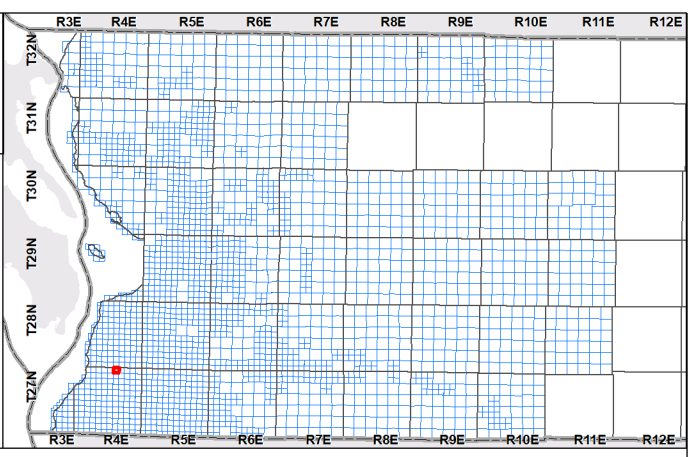 R3E R4E R5E R6E R7E R8E R9E R10E R11E R12E
T32N
T31N
T30N
T29N
T28N
T27N
R3E R4E R5E R6E R7E R8E R9E R10E R11E R12E